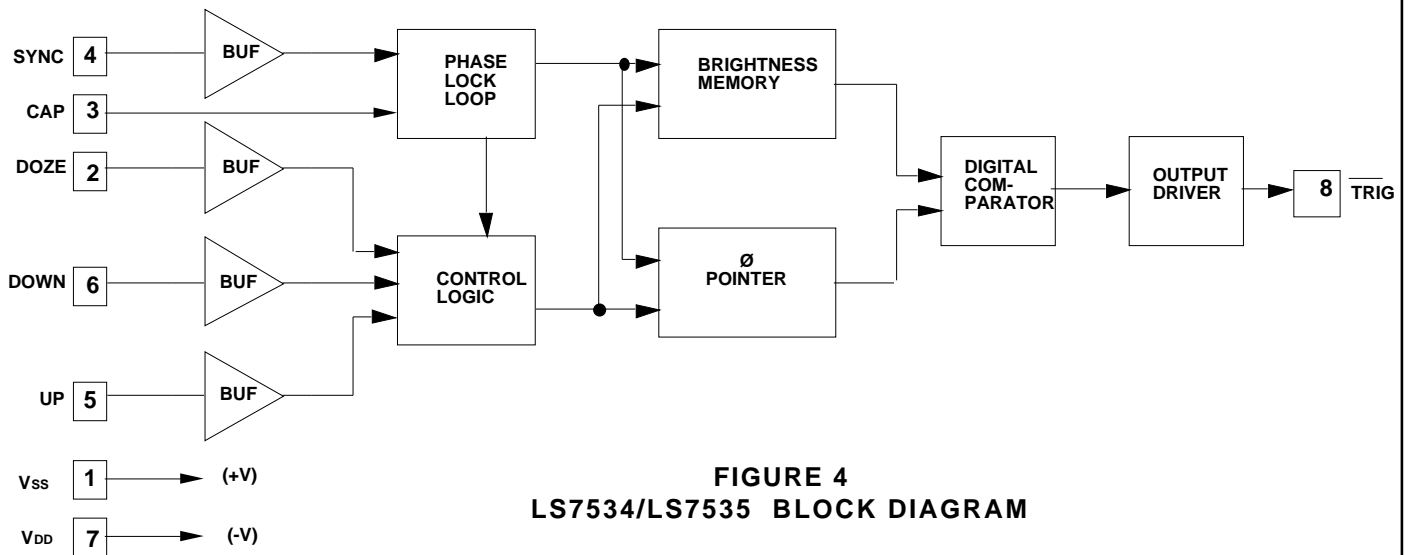 SYNC 4 BUF
CAP 3
PHASE
LOCK
LOOP
BRIGHTNESS
MEMORY
DOZE 2 BUF
DIGITAL
COM-
PARATOR
OUTPUT
DRIVER
8 TRIG
DOWN 6 BUF
CONTROL
LOGIC
Ø
POINTER
UP 5 BUF
VSS 1 (+V)
VDD 7 (-V)
FIGURE 4
LS7534/LS7535 BLOCK DIAGRAM